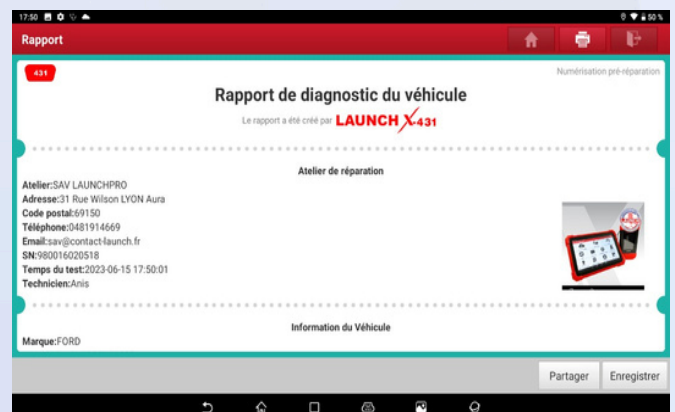 17:50 50 %
Rapport
431
Numérisation pré-réparation
Rapport de diagnostic du véhicule
Le rapport a été créé par LAUNCH X-431
Atelier de réparation
Atelier:SAV LAUNCHPRO
Adresse:31 Rue Wilson LYON Aura
Code postal:69150
Téléphone:0481914669
Email:sav@contact-launch.fr
SN:980016020518
Temps du test:2023-06-15 17:50:01
Technicien:Anis
Information du Véhicule
Marque:FORD
Partager Enregistrer